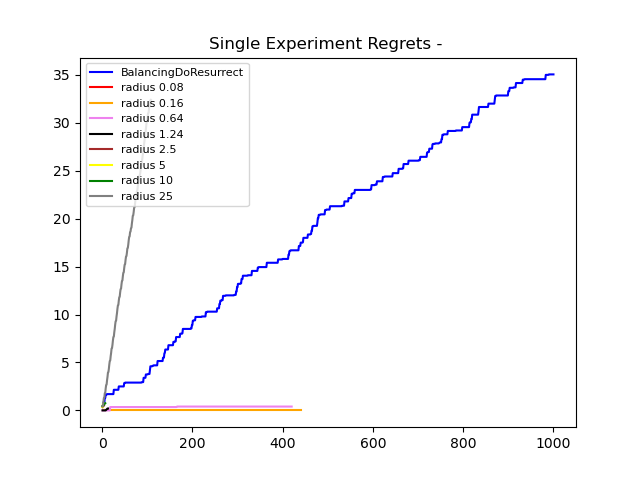 Single Experiment Regrets -
35
30
25
20
15
10
5
0
BalancingDoResurrect
radius 0.08
radius 0.16
radius 0.64
radius 1.24
radius 2.5
radius 5
radius 10
radius 25
0 200 400 600 800 1000